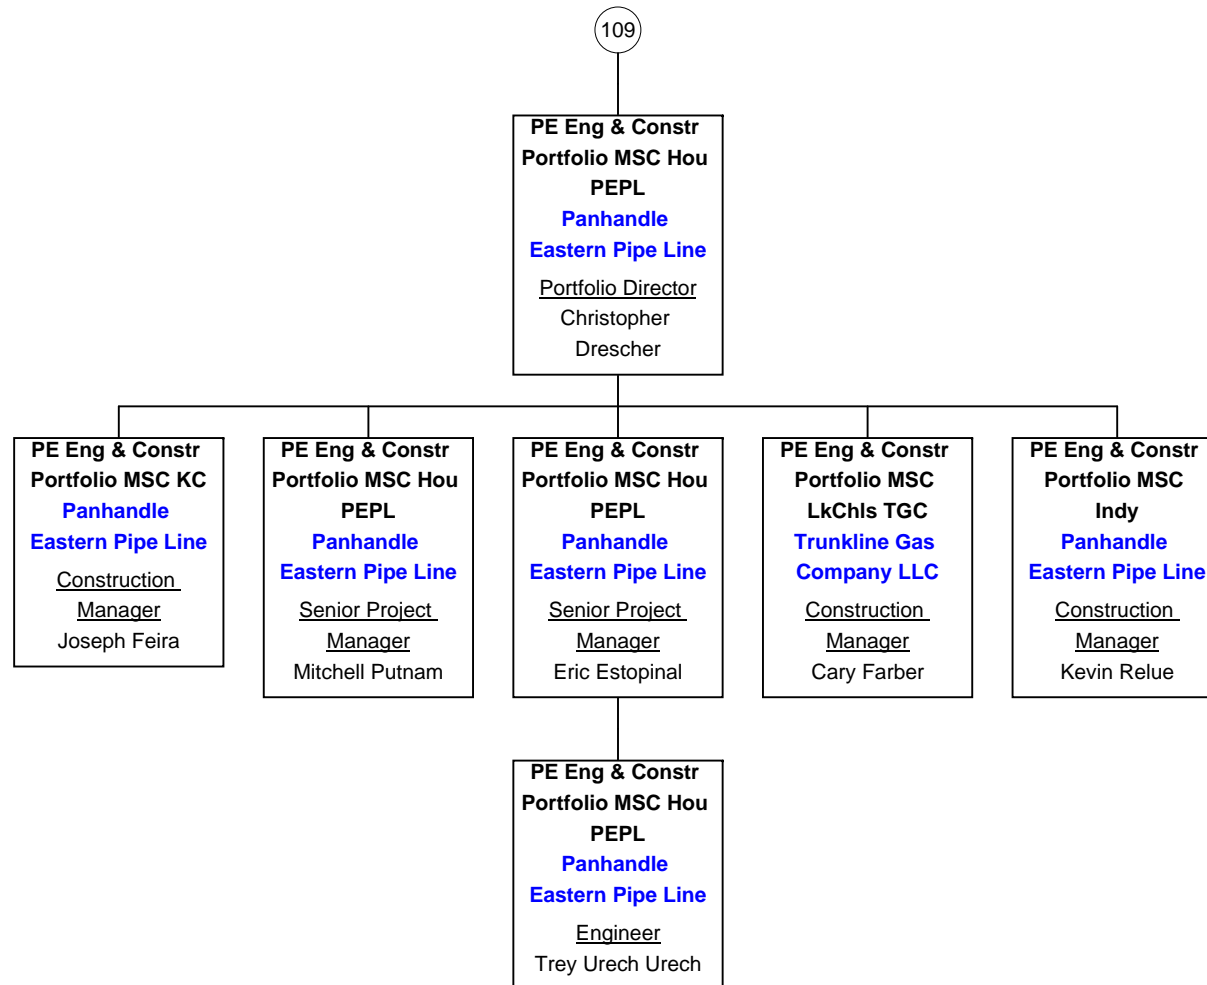 109
PE Eng & Constr
Portfolio MSC Hou
PEPL
Panhandle
Eastern Pipe Line
Portfolio Director
Christopher
Drescher
PE Eng & Constr
Portfolio MSC KC
Panhandle
Eastern Pipe Line
Construction
Manager
Joseph Feira
PE Eng & Constr
Portfolio MSC Hou
PEPL
Panhandle
Eastern Pipe Line
Senior Project
Manager
Mitchell Putnam
PE Eng & Constr
Portfolio MSC Hou
PEPL
Panhandle
Eastern Pipe Line
Senior Project
Manager
Eric Estopinal
PE Eng & Constr
Portfolio MSC
LkChls TGC
Trunkline Gas
Company LLC
Construction
Manager
Cary Farber
PE Eng & Constr
Portfolio MSC
Indy
Panhandle
Eastern Pipe Line
Construction
Manager
Kevin Relue
PE Eng & Constr
Portfolio MSC Hou
PEPL
Panhandle
Eastern Pipe Line
Engineer
Trey Urech Urech